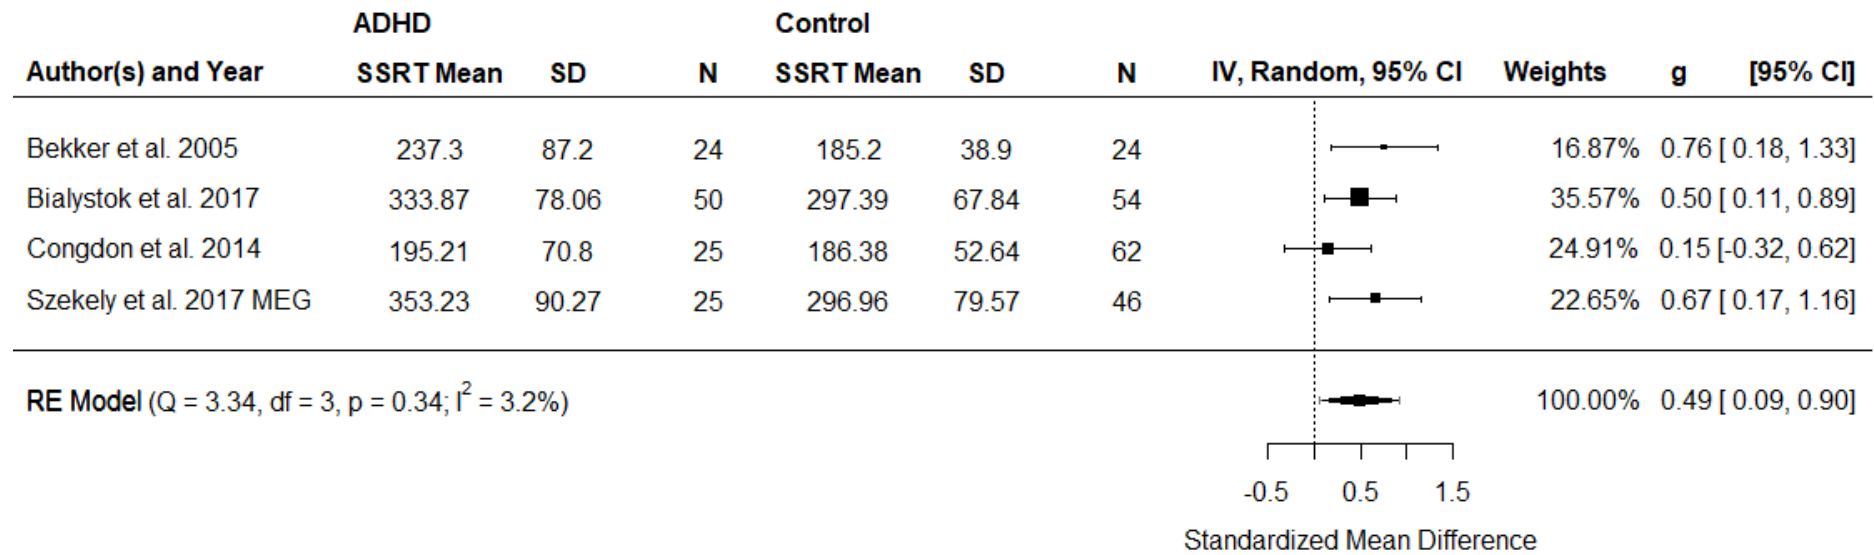 ADHD Control
Author(s) and Year SSRT Mean SD N SSRT Mean SD N IV, Random, 95% CI Weights g [95% CI]
Bekker et al. 2005 237.3 87.2 24 185.2 38.9 24 16.87% 0.76 [ 0.18, 1.33]
Bialystok et al. 2017 333.87 78.06 50 297.39 67.84 54 35.57% 0.50 [ 0.11, 0.89]
Congdon et al. 2014 195.21 70.8 25 186.38 52.64 62 24.91% 0.15 [-0.32, 0.62]
Szekely et al. 2017 MEG 353.23 90.27 25 296.96 79.57 46 22.65% 0.67 [ 0.17, 1.16]
RE Model (Q = 3.34, df = 3, p = 0.34; I² = 3.2%) 100.00% 0.49 [ 0.09, 0.90]
-0.5 0.5 1.5
Standardized Mean Difference